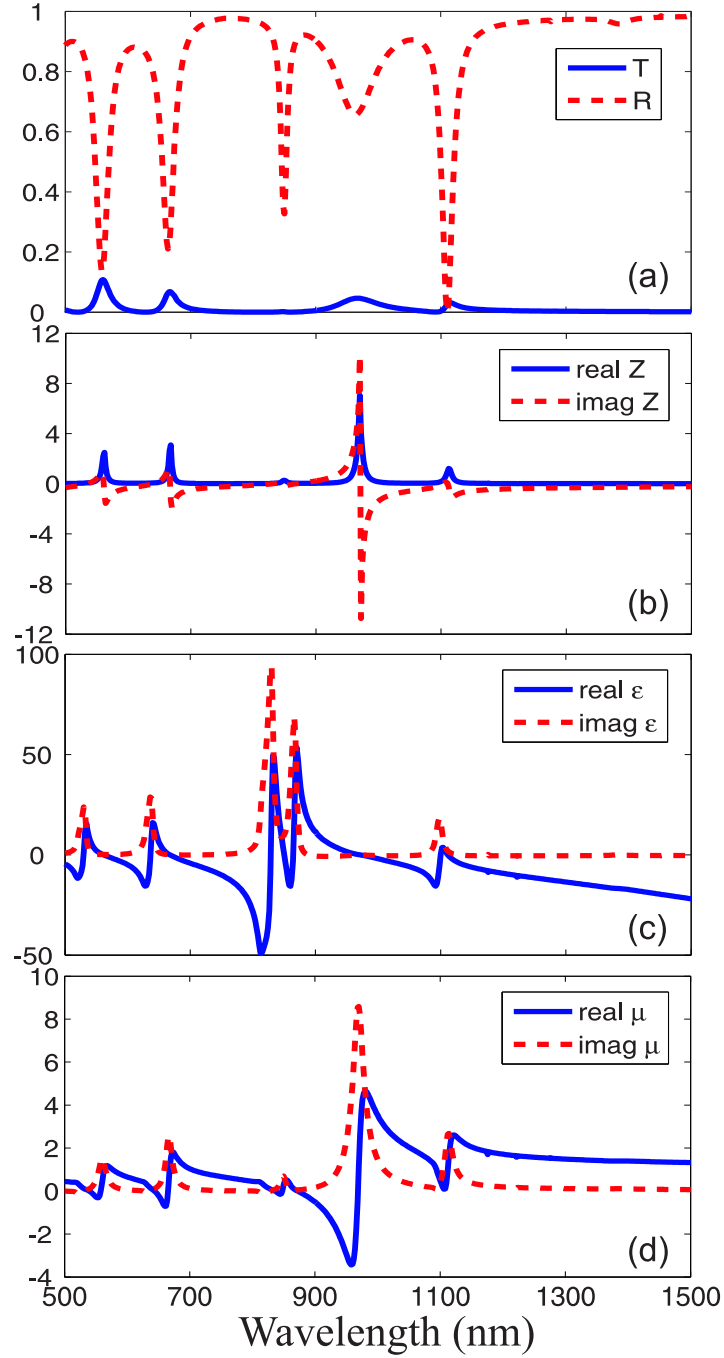 1
0.8
0.6
0.4
0.2
0
T
R
(a)
12
8
4
0
-4
-8
-12
real Z
imag Z
(b)
100
50
0
-50
real ε
imag ε
(c)
10
8
6
4
2
0
-2
-4
real μ
imag μ
(d)
500 700 900 1100 1300 1500
Wavelength (nm)